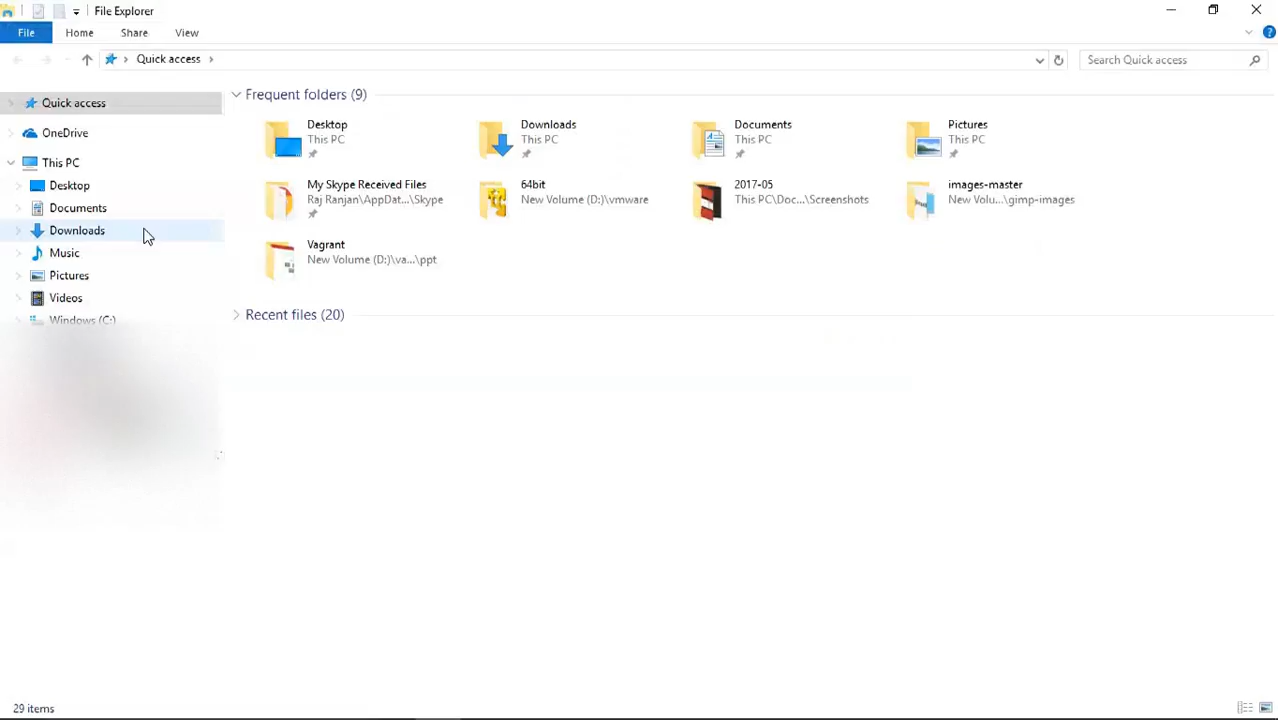 File Explorer
File Home Share View
Quick access
Search Quick access
Quick access
OneDrive
This PC
Desktop
Documents
Downloads
Music
Pictures
Videos
Windows (C:)
Frequent folders (9)
Desktop
This PC
Downloads
This PC
Documents
This PC
Pictures
This PC
My Skype Received Files
Raj Ranjan\AppDat...\Skype
64bit
New Volume (D:)\vmware
2017-05
This PC\Doc...\Screenshots
images-master
New Volu...\gimp-images
Vagrant
New Volume (D:)\va...\ppt
Recent files (20)
29 items